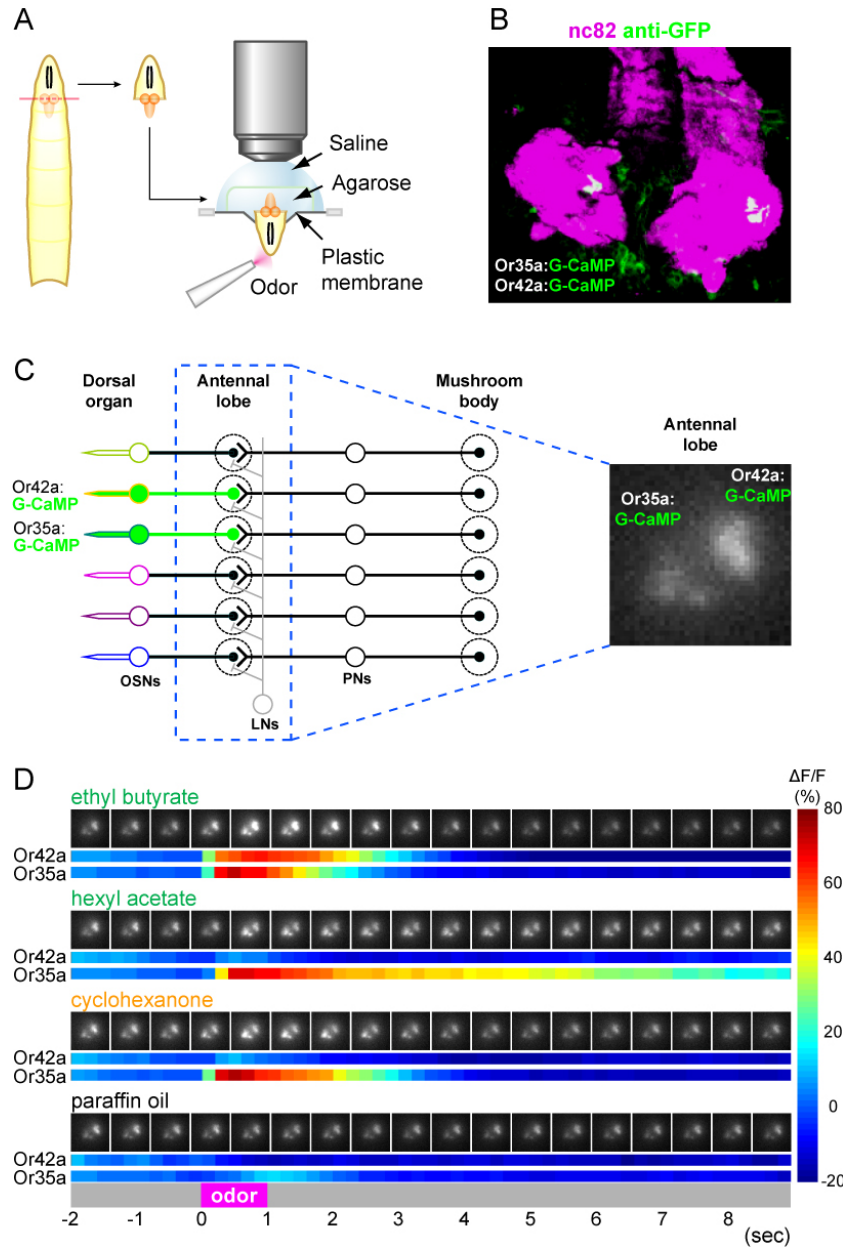 A
Saline
Agarose
Plastic
membrane
Odor
B
nc82 anti-GFP
Or35a:G-CaMP
Or42a:G-CaMP
C
Dorsal
organ
Antennal
lobe
Mushroom
body
Or42a:
G-CaMP
Or35a:
G-CaMP
OSNs
LNs
PNs
Antennal
lobe
Or42a:
G-CaMP
Or35a:
G-CaMP
D
ΔF/F
(%)
ethyl butyrate
Or42a
Or35a
hexyl acetate
Or42a
Or35a
cyclohexanone
Or42a
Or35a
paraffin oil
Or42a
Or35a
80
60
40
20
0
-20
odor
-2 -1 0 1 2 3 4 5 6 7 8
(sec)